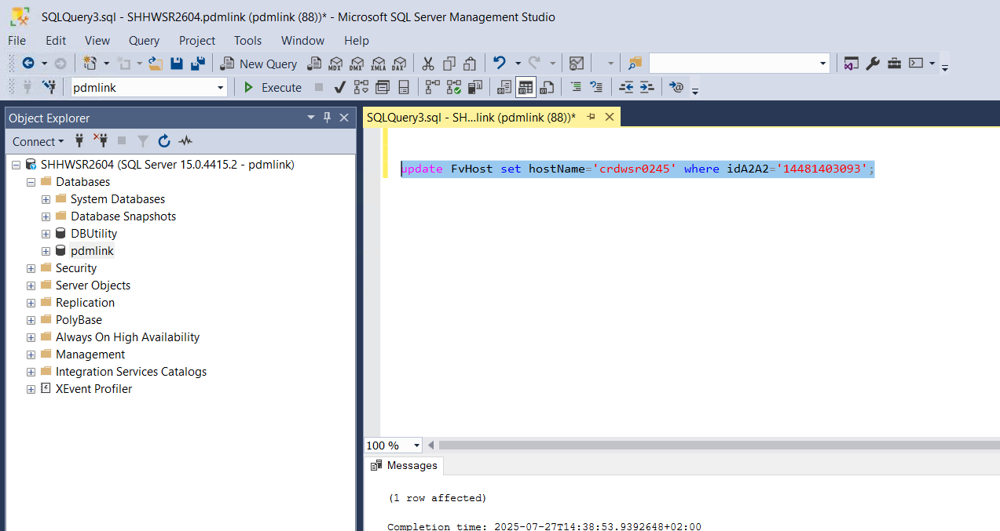 SQLQuery3.sql - SHHWSR2604.pdmlink (pdmlink (88))* - Microsoft SQL Server Management Studio
File Edit View Query Project Tools Window Help
New Query MDX DMX XMLA DAX
pdmlink Execute
Object Explorer
SQLQuery3.sql - SH...link (pdmlink (88))*
Connect
SHHWSR2604 (SQL Server 15.0.4415.2 - pdmlink)
Databases
System Databases
Database Snapshots
DBUtility
pdmlink
Security
Server Objects
Replication
PolyBase
Always On High Availability
Management
Integration Services Catalogs
XEvent Profiler
update FvHost set hostName='crdwsr0245' where idA2A2='14481403093';
100 %
Messages
(1 row affected)
Completion time: 2025-07-27T14:38:53.9392648+02:00